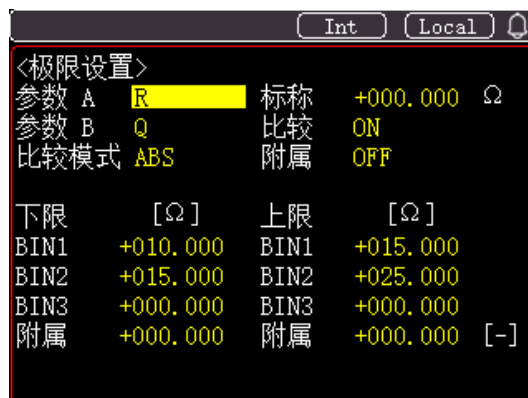 Int Local
<极限设置>
参数 A R 标称 +000.000 Ω
参数 B Q 比较 ON
比较模式 ABS 附属 OFF
下限 [Ω] 上限 [Ω]
BIN1 +010.000 BIN1 +015.000
BIN2 +015.000 BIN2 +025.000
BIN3 +000.000 BIN3 +000.000
附属 +000.000 附属 +000.000 [-]